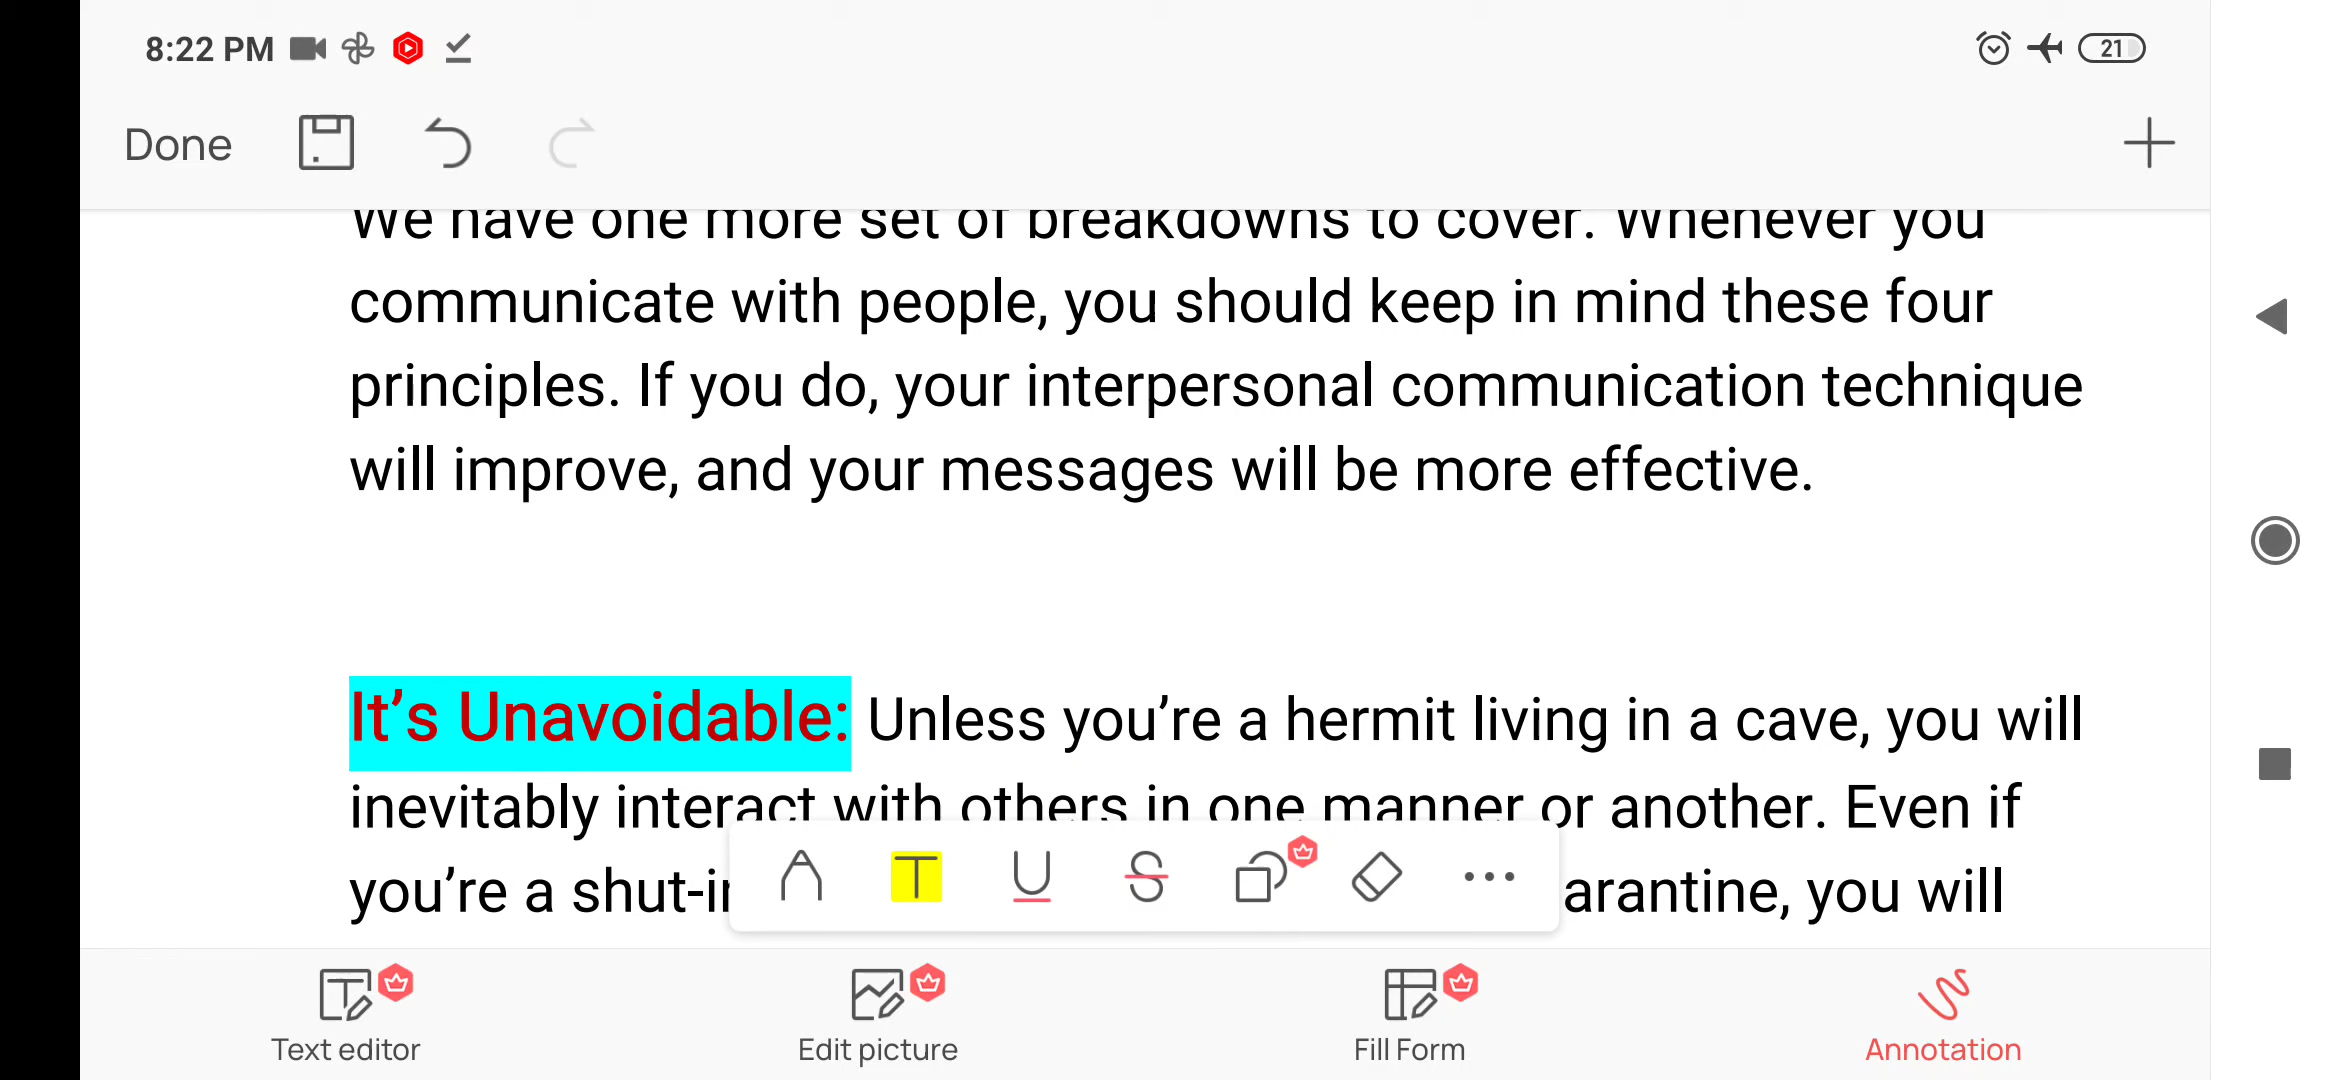 8:22 PM
21
Done
We have one more set of breakdowns to cover. Whenever you
communicate with people, you should keep in mind these four
principles. If you do, your interpersonal communication technique
will improve, and your messages will be more effective.
It’s Unavoidable: Unless you’re a hermit living in a cave, you will
inevitably interact with others in one manner or another. Even if
you’re a shut-in arantine, you will
Text editor
Edit picture
Fill Form
Annotation